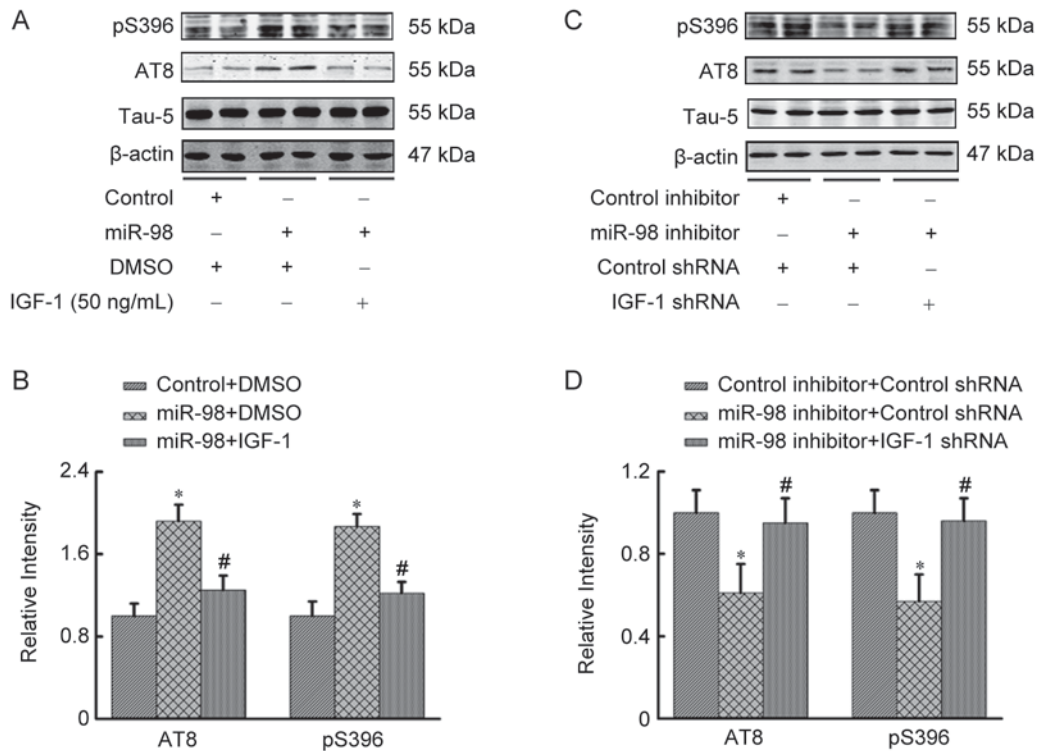 A
pS396 55 kDa
AT8 55 kDa
Tau-5 55 kDa
β-actin 47 kDa
Control + – –
miR-98 – + +
DMSO + + –
IGF-1 (50 ng/mL) – – +
C
pS396 55 kDa
AT8 55 kDa
Tau-5 55 kDa
β-actin 47 kDa
Control inhibitor + – –
miR-98 inhibitor – + +
Control shRNA + + –
IGF-1 shRNA – – +
B
Control+DMSO
miR-98+DMSO
miR-98+IGF-1
Relative Intensity
2.4
1.6
0.8
0
* # * #
AT8 pS396
D
Control inhibitor+Control shRNA
miR-98 inhibitor+Control shRNA
miR-98 inhibitor+IGF-1 shRNA
Relative Intensity
1.2
0.8
0.4
0
* # * #
AT8 pS396